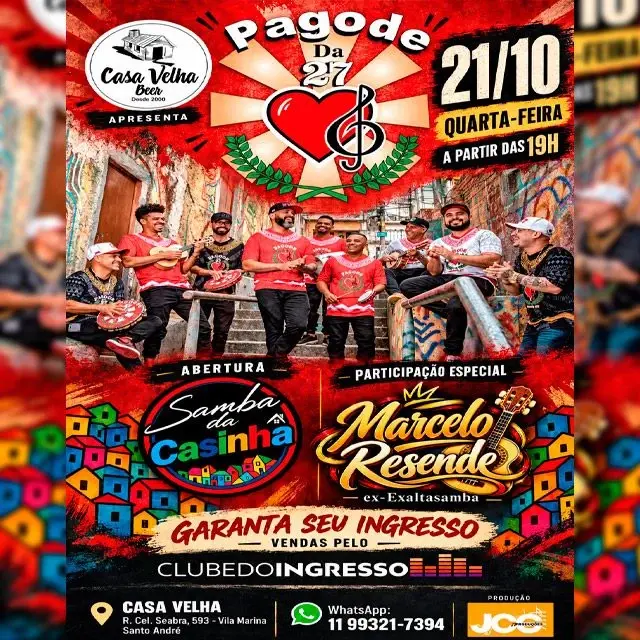 Casa Velha
Beer
Desde 2000
APRESENTA
Pagode
Da
27
21/10
QUARTA-FEIRA
A PARTIR DAS 19H
ABERTURA
Samba
da
Casinha
PARTICIPAÇÃO ESPECIAL
Marcelo
Resende
ex-Exaltasamba
GARANTA SEU INGRESSO
VENDAS PELO
CLUBEDOINGRESSO
CASA VELHA
R. Cel. Seabra, 593 - Vila Marina
Santo André
WhatsApp:
11 99321-7394
PRODUÇÃO
PRODUÇÕES